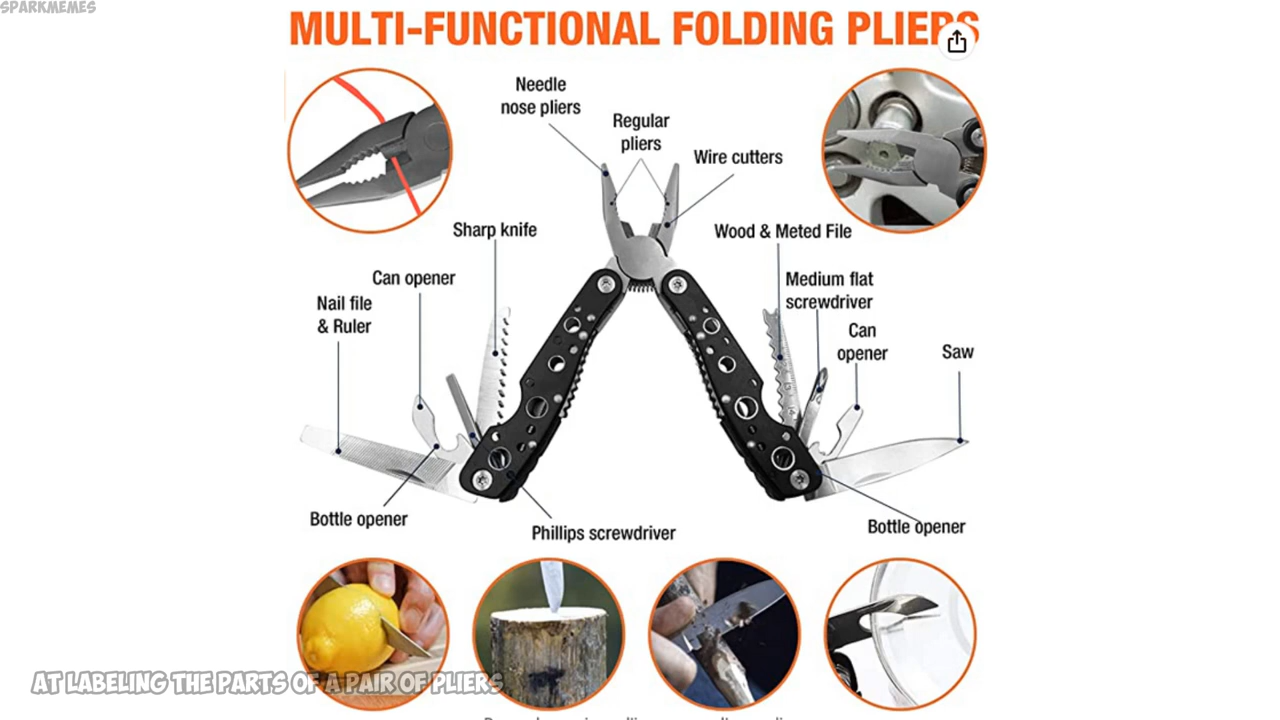 SPARKMEMES
MULTI-FUNCTIONAL FOLDING PLIERS
Needle
nose pliers
Regular
pliers
Wire cutters
Sharp knife
Wood & Meted File
Can opener
Medium flat
screwdriver
Nail file
& Ruler
Can
opener
Saw
Bottle opener
Phillips screwdriver
Bottle opener
AT LABELING THE PARTS OF A PAIR OF PLIERS